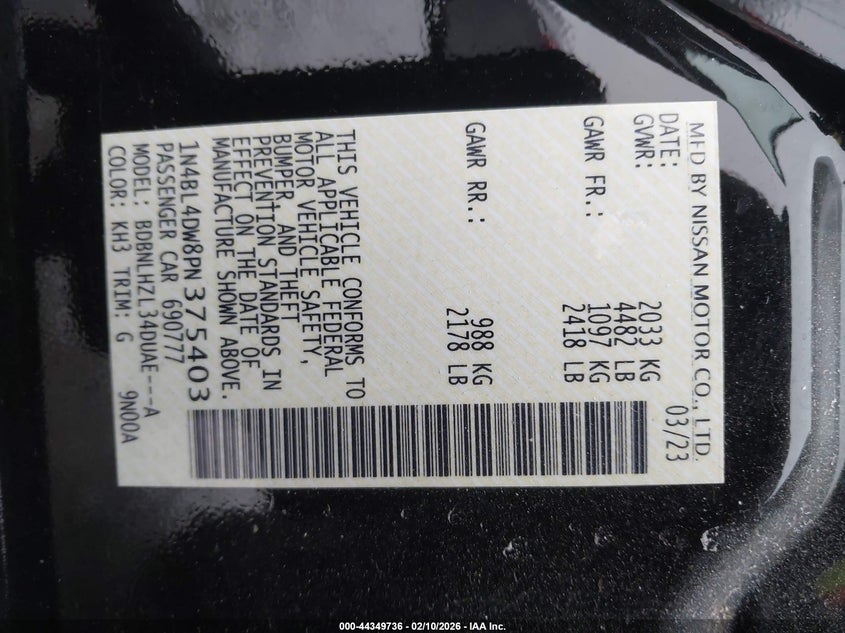 MFD BY NISSAN MOTOR CO., LTD.
DATE: 03/23
GVWR: 2033 KG
4482 LB
GAWR FR.: 1097 KG
2418 LB
GAWR RR.: 988 KG
2178 LB
THIS VEHICLE CONFORMS TO
ALL APPLICABLE FEDERAL
MOTOR VEHICLE SAFETY,
BUMPER, AND THEFT
PREVENTION STANDARDS IN
EFFECT ON THE DATE OF
MANUFACTURE SHOWN ABOVE.
1N4BL4DW8PN375403
PASSENGER CAR 690777
MODEL: BDBNLHZL34DUAE---A
COLOR: KH3 TRIM: G 9N00A
000-44349736 - 02/10/2026 - IAA Inc.